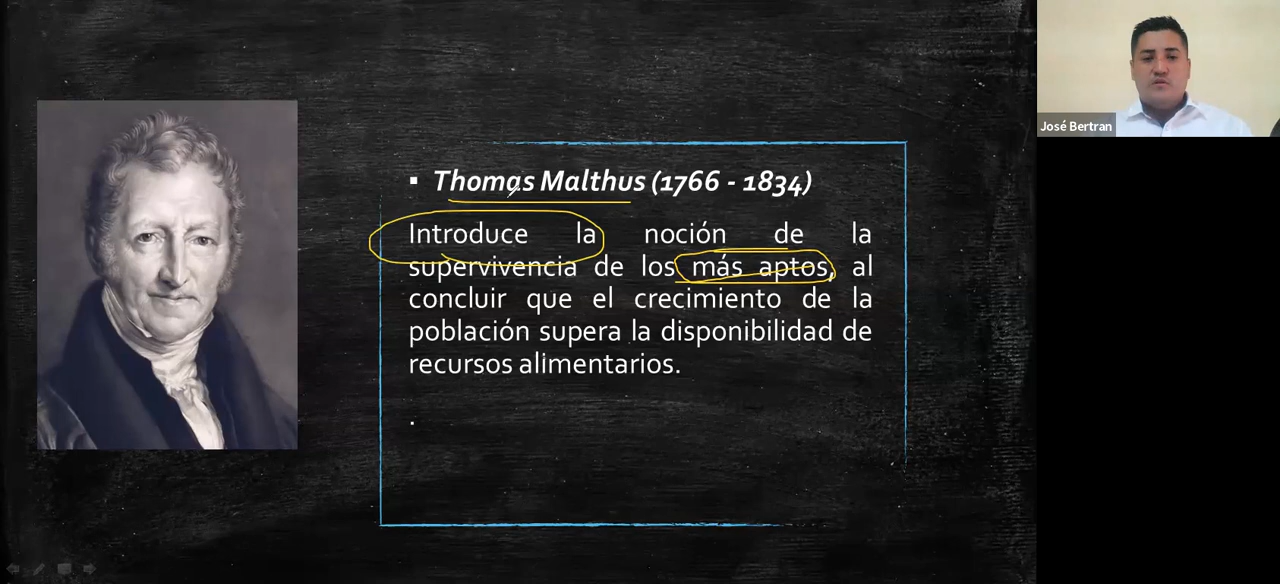 José Bertran
▪ Thomas Malthus (1766 - 1834)
Introduce la noción de la
supervivencia de los más aptos, al
concluir que el crecimiento de la
población supera la disponibilidad de
recursos alimentarios.
.